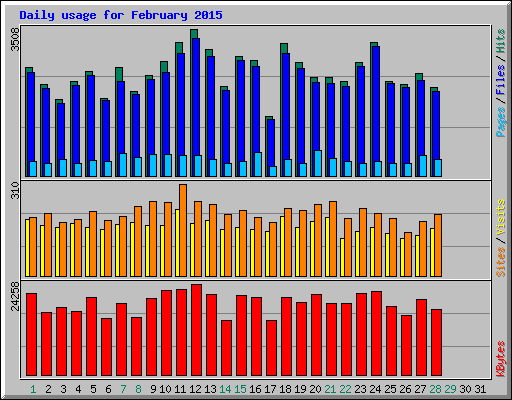 Daily usage for February 2015
3508
Pages / Files / Hits
310
Sites / Visits
24258
KBytes
1 2 3 4 5 6 7 8 9 10 11 12 13 14 15 16 17 18 19 20 21 22 23 24 25 26 27 28 29 30 31